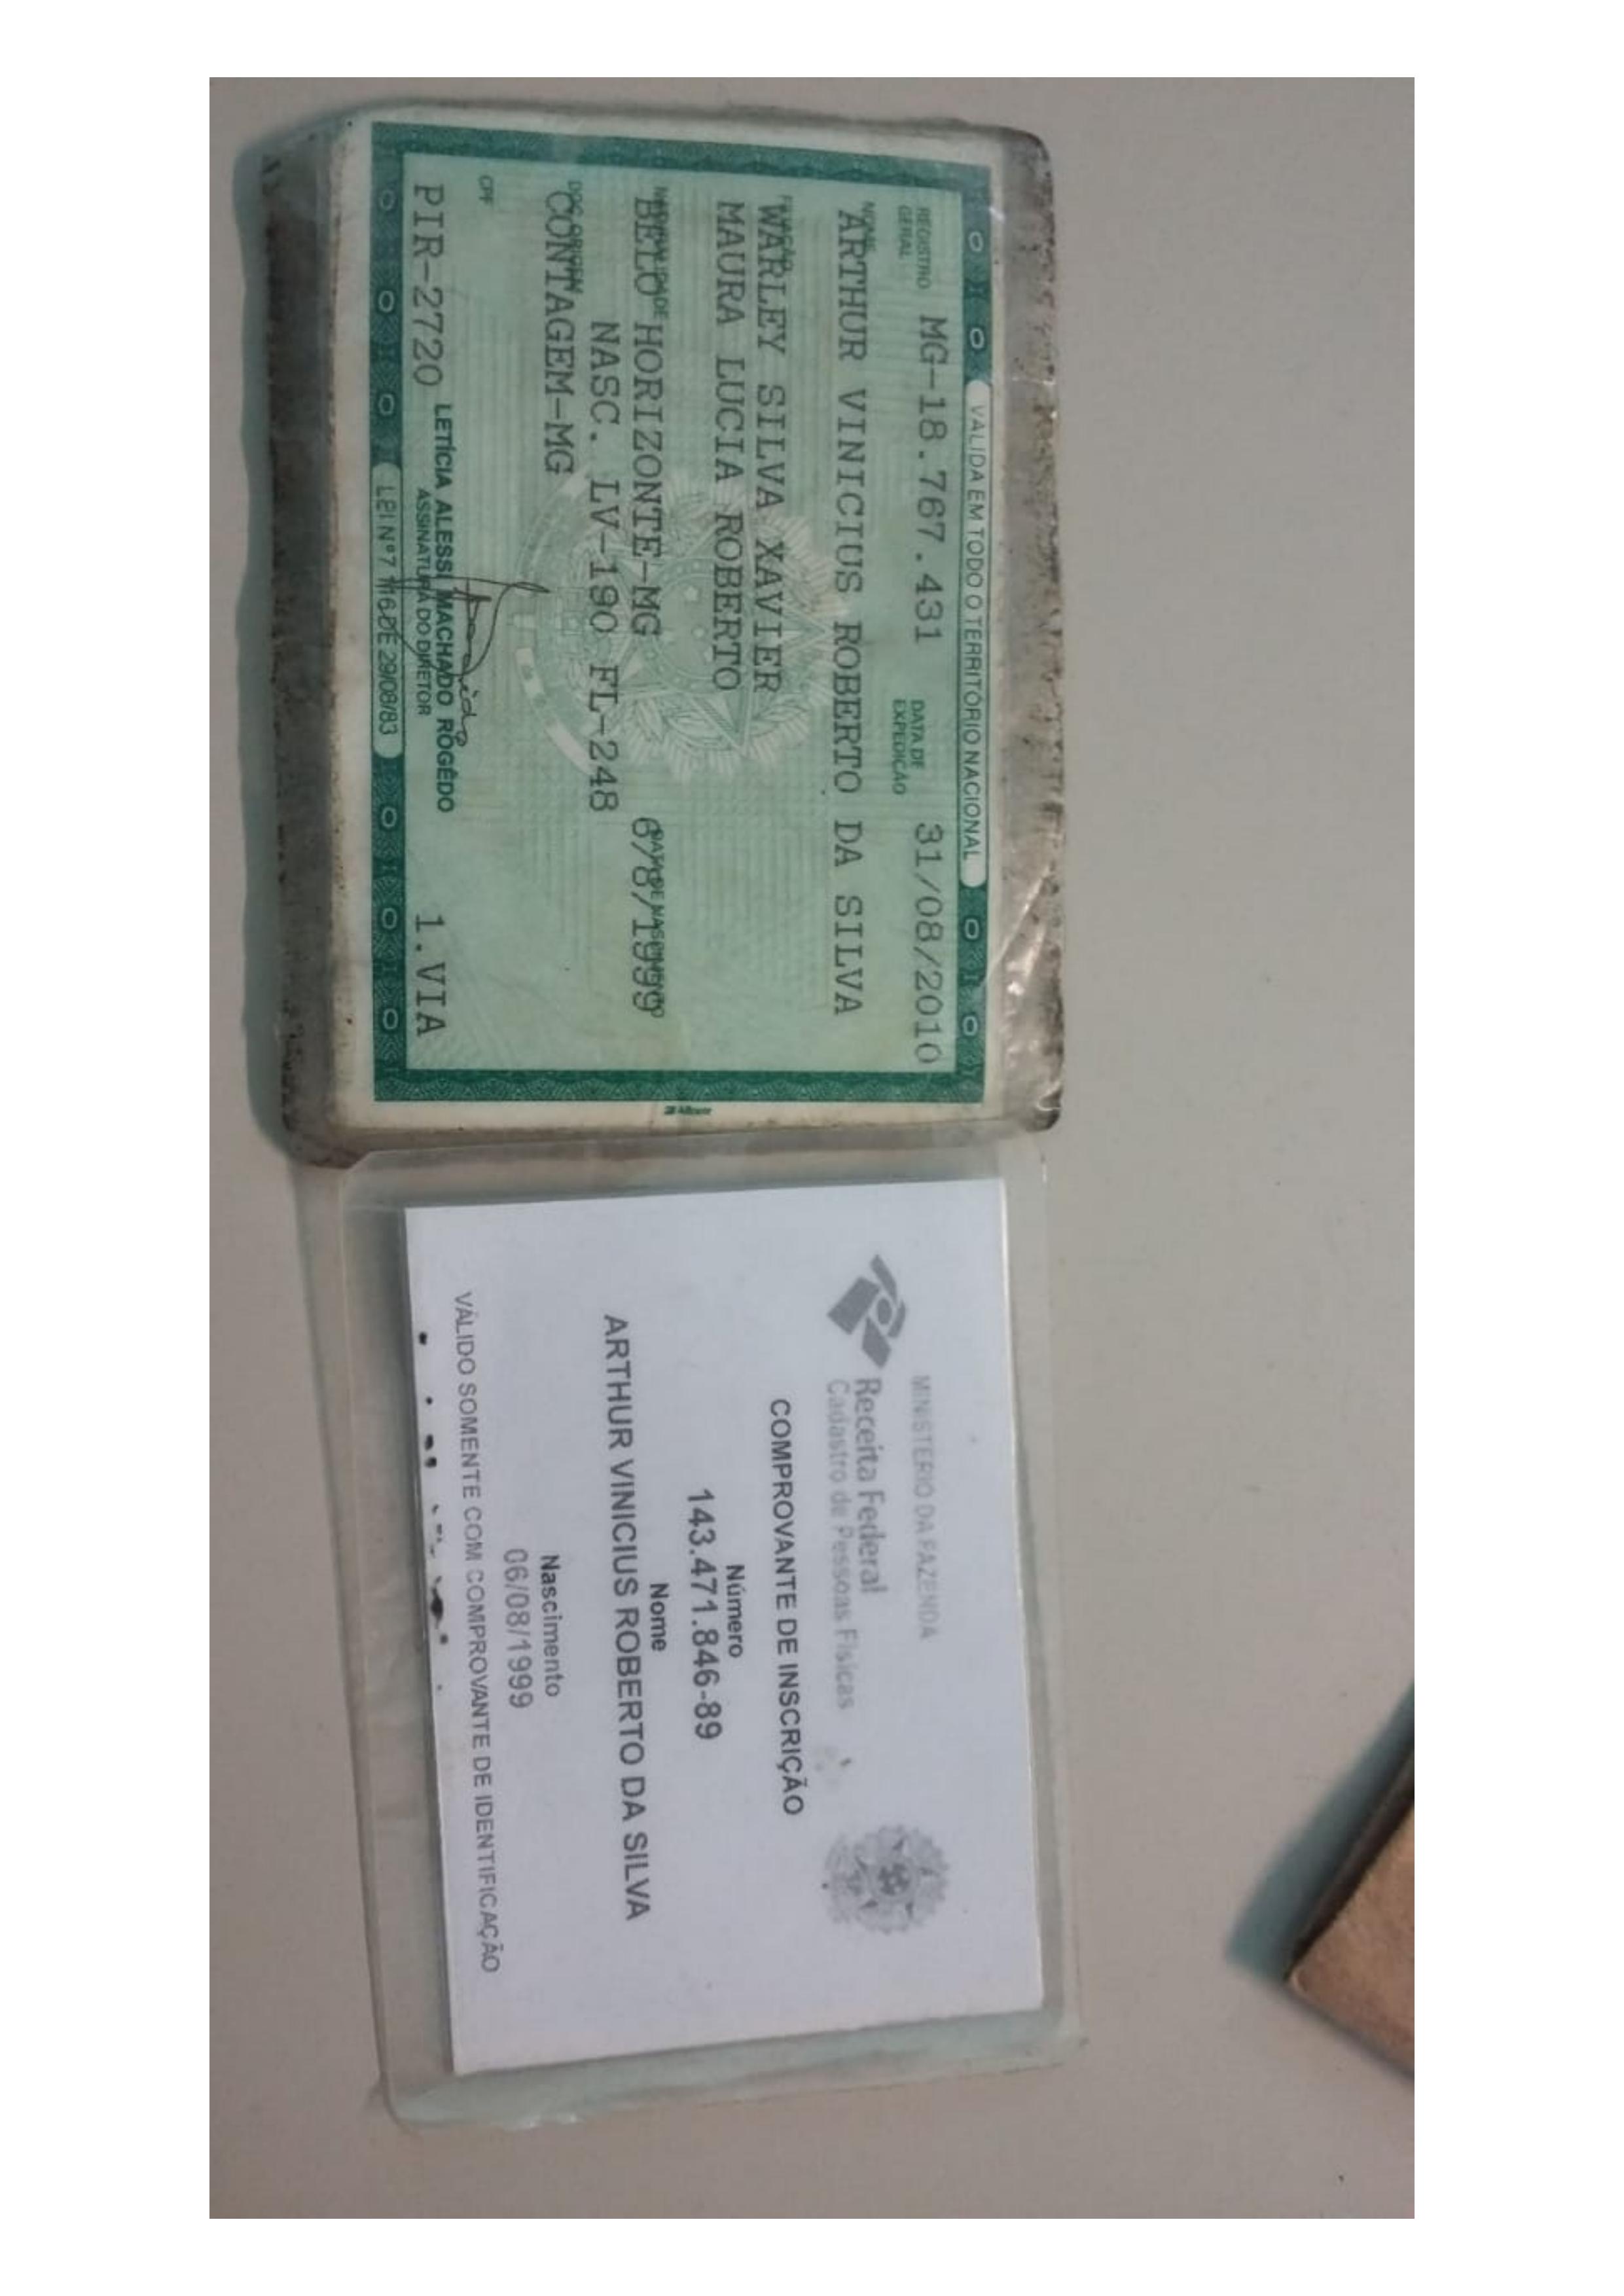 VÁLIDA EM TODO O TERRITÓRIO NACIONAL
REGISTRO GERAL MG-18.767.431 DATA DE EXPEDIÇÃO 31/08/2010
NOME
ARTHUR VINICIUS ROBERTO DA SILVA
FILIAÇÃO
WARLEY SILVA XAVIER
MAURA LUCIA ROBERTO
NATURALIDADE DATA DE NASCIMENTO
BELO HORIZONTE-MG 6/8/1999
NASC. LV-190 FL-248
DOC ORIGEM
CONTAGEM-MG
CPF
PIR-2720 LETÍCIA ALESSI MACHADO ROGÊDO 1.VIA
ASSINATURA DO DIRETOR
LEI Nº 7.116 DE 29/08/83
MINISTÉRIO DA FAZENDA
Receita Federal
Cadastro de Pessoas Físicas
COMPROVANTE DE INSCRIÇÃO
Número
143.471.846-89
Nome
ARTHUR VINICIUS ROBERTO DA SILVA
Nascimento
06/08/1999
VÁLIDO SOMENTE COM COMPROVANTE DE IDENTIFICAÇÃO